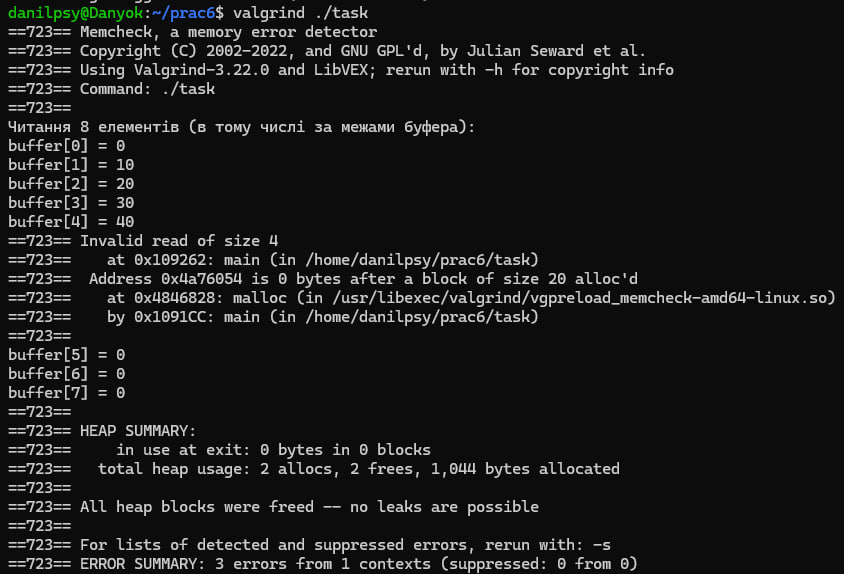 danilpsy@Danyok:~/prac6$ valgrind ./task
==723== Memcheck, a memory error detector
==723== Copyright (C) 2002-2022, and GNU GPL'd, by Julian Seward et al.
==723== Using Valgrind-3.22.0 and LibVEX; rerun with -h for copyright info
==723== Command: ./task
==723==
Читання 8 елементів (в тому числі за межами буфера):
buffer[0] = 0
buffer[1] = 10
buffer[2] = 20
buffer[3] = 30
buffer[4] = 40
==723== Invalid read of size 4
==723==    at 0x109262: main (in /home/danilpsy/prac6/task)
==723==  Address 0x4a76054 is 0 bytes after a block of size 20 alloc'd
==723==    at 0x4846828: malloc (in /usr/libexec/valgrind/vgpreload_memcheck-amd64-linux.so)
==723==    by 0x1091CC: main (in /home/danilpsy/prac6/task)
==723==
buffer[5] = 0
buffer[6] = 0
buffer[7] = 0
==723==
==723== HEAP SUMMARY:
==723==     in use at exit: 0 bytes in 0 blocks
==723==   total heap usage: 2 allocs, 2 frees, 1,044 bytes allocated
==723==
==723== All heap blocks were freed -- no leaks are possible
==723==
==723== For lists of detected and suppressed errors, rerun with: -s
==723== ERROR SUMMARY: 3 errors from 1 contexts (suppressed: 0 from 0)